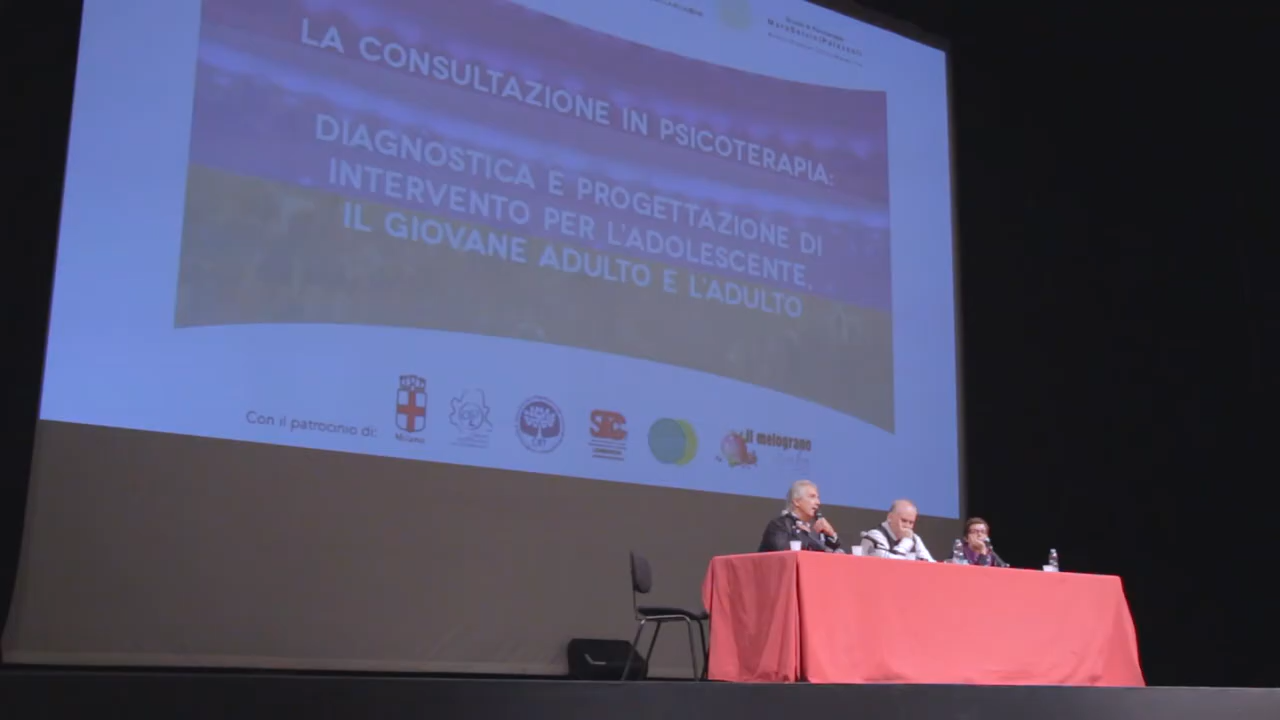 LA CONSULTAZIONE IN PSICOTERAPIA:
DIAGNOSTICA E PROGETTAZIONE DI
INTERVENTO PER L'ADOLESCENTE,
IL GIOVANE ADULTO E L'ADULTO
Con il patrocinio di:
Milano
il melograno